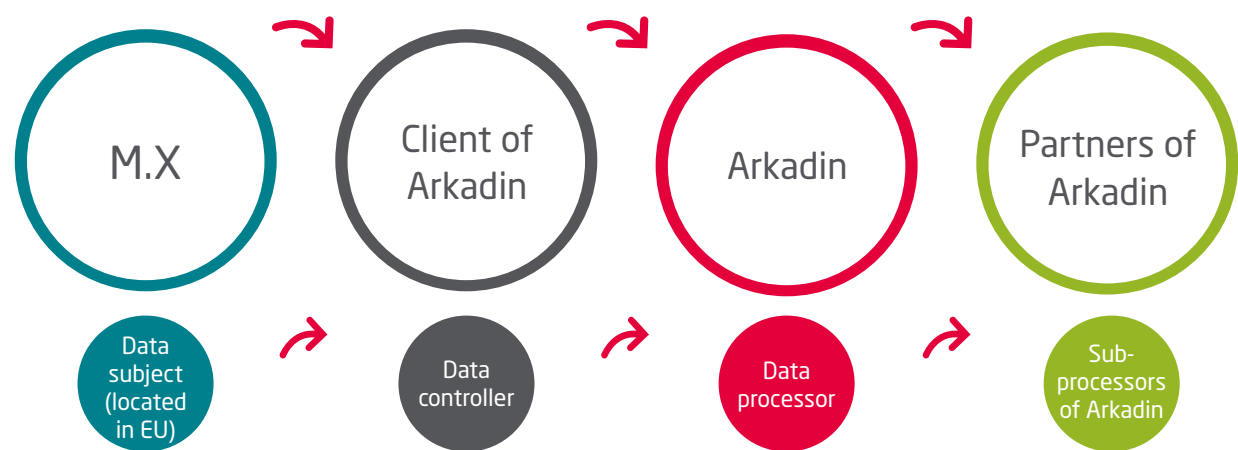 M.X
Client of
Arkadin
Arkadin
Partners of
Arkadin
Data
subject
(located
in EU)
Data
controller
Data
processor
Sub-
processors
of Arkadin